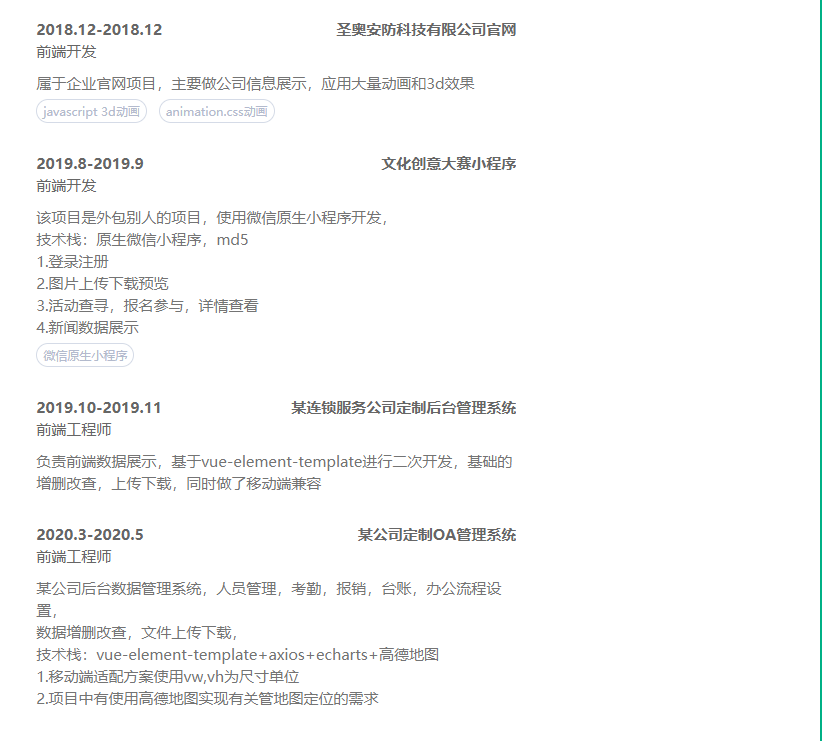 2018.12-2018.12 圣奥安防科技有限公司官网
前端开发
属于企业官网项目，主要做公司信息展示，应用大量动画和3d效果
javascript 3d动画 animation.css动画
2019.8-2019.9 文化创意大赛小程序
前端开发
该项目是外包别人的项目，使用微信原生小程序开发，
技术栈：原生微信小程序，md5
1.登录注册
2.图片上传下载预览
3.活动查寻，报名参与，详情查看
4.新闻数据展示
微信原生小程序
2019.10-2019.11 某连锁服务公司定制后台管理系统
前端工程师
负责前端数据展示，基于vue-element-template进行二次开发，基础的
增删改查，上传下载，同时做了移动端兼容
2020.3-2020.5 某公司定制OA管理系统
前端工程师
某公司后台数据管理系统，人员管理，考勤，报销，台账，办公流程设
置，
数据增删改查，文件上传下载，
技术栈：vue-element-template+axios+echarts+高德地图
1.移动端适配方案使用vw,vh为尺寸单位
2.项目中有使用高德地图实现有关管地图定位的需求